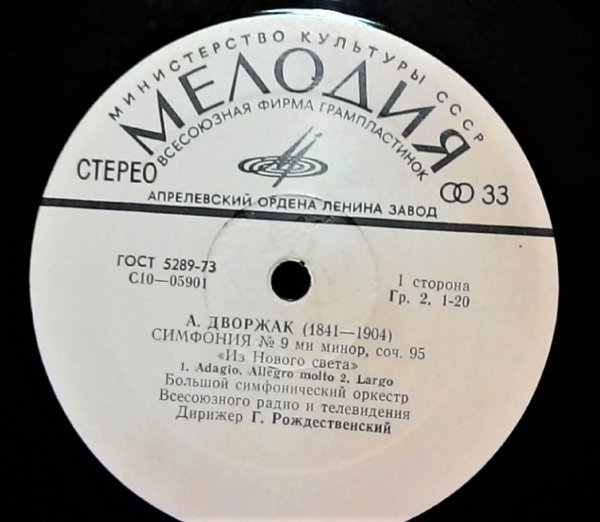 МИНИСТЕРСТВО КУЛЬТУРЫ СССР
МЕЛОДИЯ
ВСЕСОЮЗНАЯ ФИРМА ГРАМПЛАСТИНОК
СТЕРЕО
33
АПРЕЛЕВСКИЙ ОРДЕНА ЛЕНИНА ЗАВОД
ГОСТ 5289-73
С10—05901
1 сторона
Гр. 2. 1-20
А. ДВОРЖАК (1841—1904)
СИМФОНИЯ № 9 ми минор, соч. 95
«Из Нового света»
1. Adagio. Allegro molto 2. Largo
Большой симфонический оркестр
Всесоюзного радио и телевидения
Дирижер Г. Рождественский